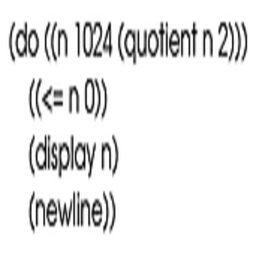 (do ((n 1024 (quotient n 2)))
((<= n 0))
(display n)
(newline))